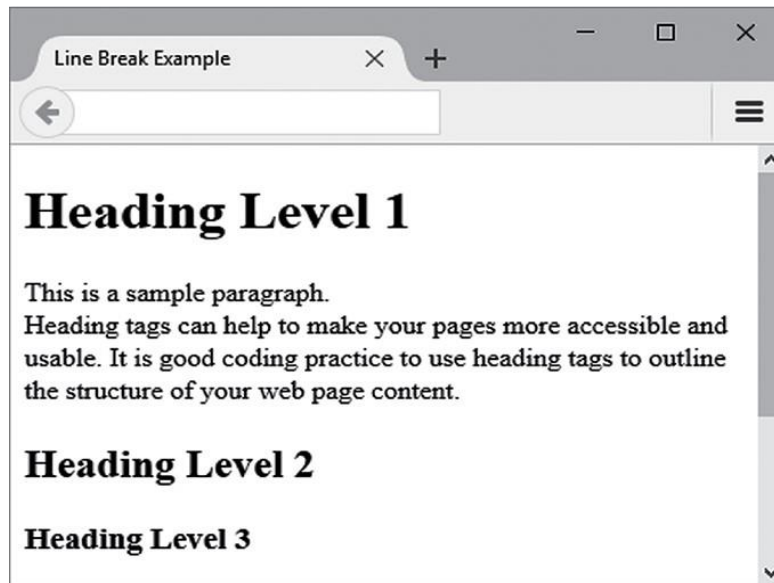 Line Break Example
Heading Level 1
This is a sample paragraph.
Heading tags can help to make your pages more accessible and
usable. It is good coding practice to use heading tags to outline
the structure of your web page content.
Heading Level 2
Heading Level 3